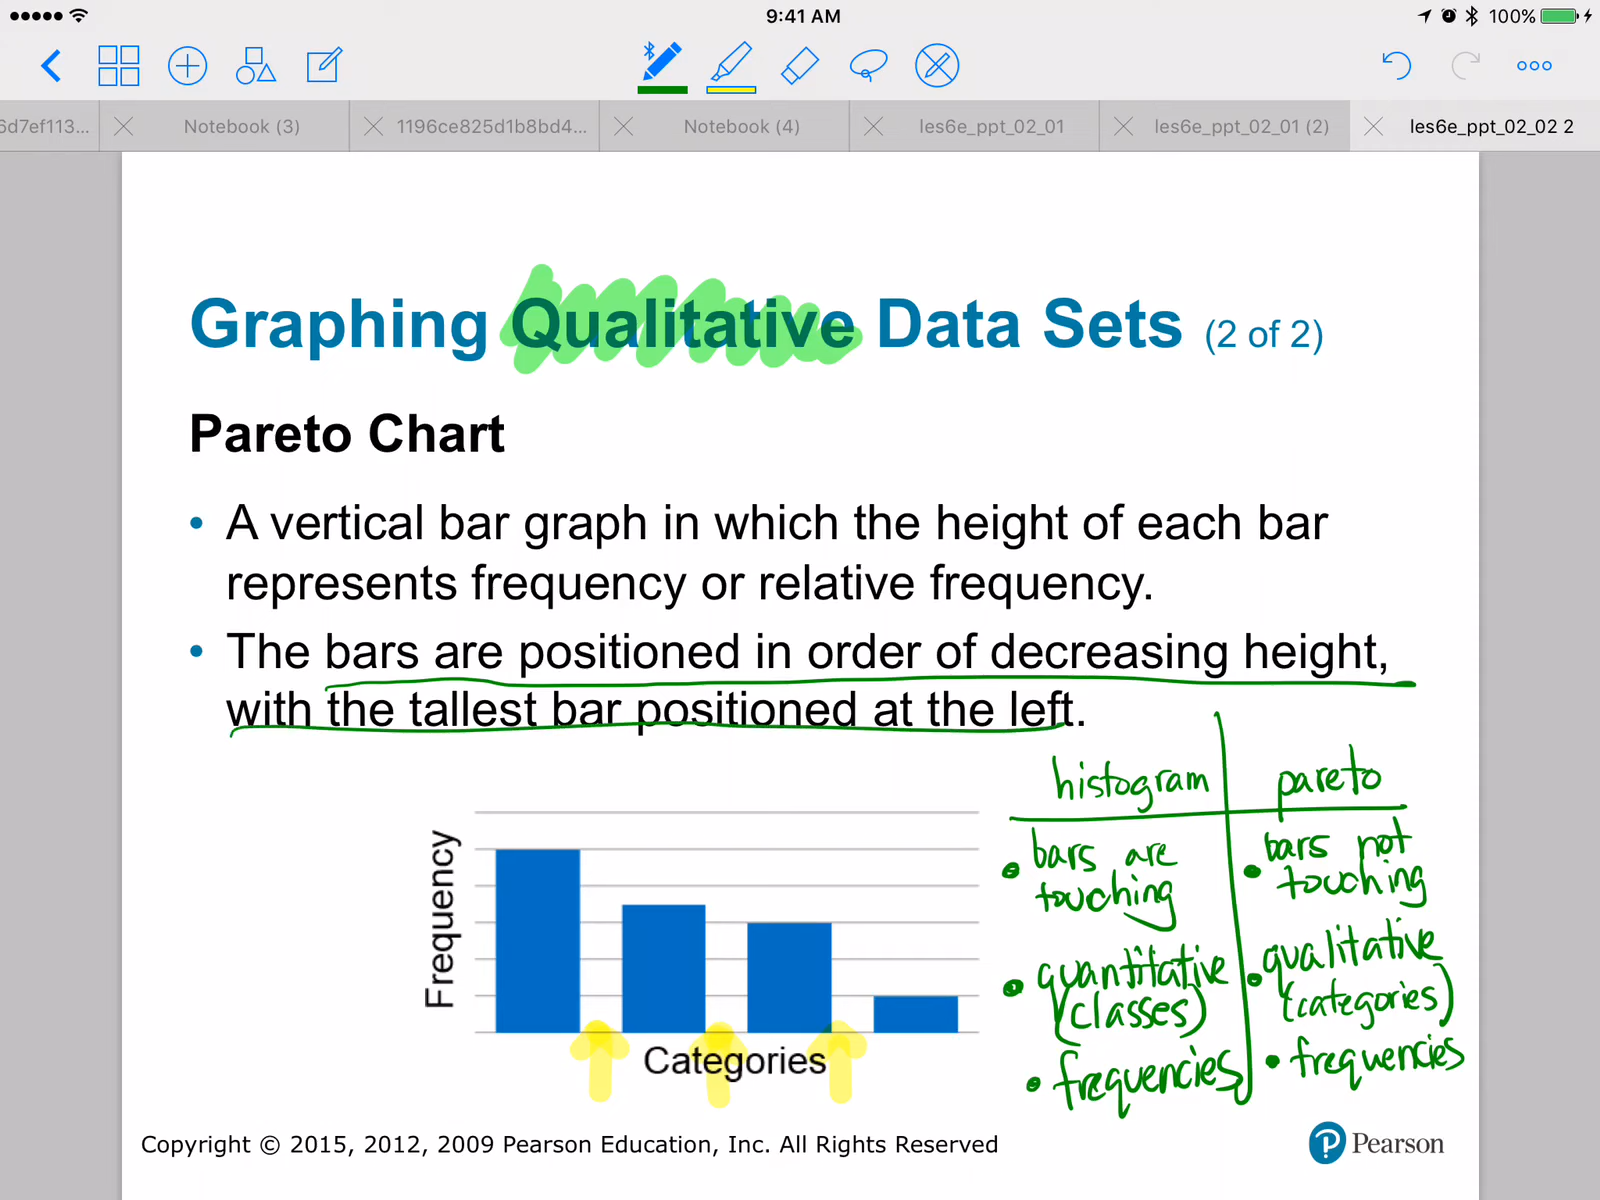 9:41 AM
100%
6d7ef113...
Notebook (3)
1196ce825d1b8bd4...
Notebook (4)
les6e_ppt_02_01
les6e_ppt_02_01 (2)
les6e_ppt_02_02 2
Graphing Qualitative Data Sets (2 of 2)
Pareto Chart
• A vertical bar graph in which the height of each bar
represents frequency or relative frequency.
• The bars are positioned in order of decreasing height,
with the tallest bar positioned at the left.
Frequency
Categories
histogram
• bars are
touching
• quantitative
(classes)
• frequencies
pareto
• bars not
touching
• qualitative
(categories)
• frequencies
Copyright © 2015, 2012, 2009 Pearson Education, Inc. All Rights Reserved
Pearson